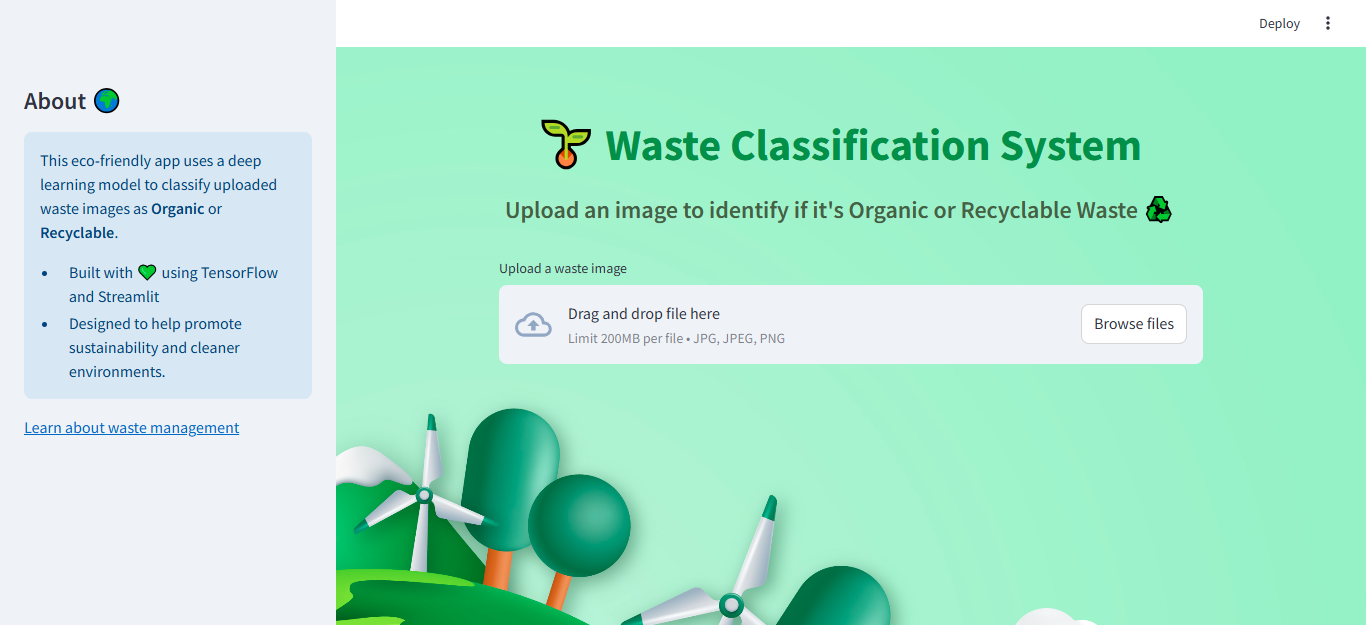 Deploy
About
This eco-friendly app uses a deep
learning model to classify uploaded
waste images as Organic or
Recyclable.
• Built with 💚 using TensorFlow
and Streamlit
• Designed to help promote
sustainability and cleaner
environments.
Learn about waste management
Waste Classification System
Upload an image to identify if it's Organic or Recyclable Waste
Upload a waste image
Drag and drop file here
Limit 200MB per file • JPG, JPEG, PNG
Browse files